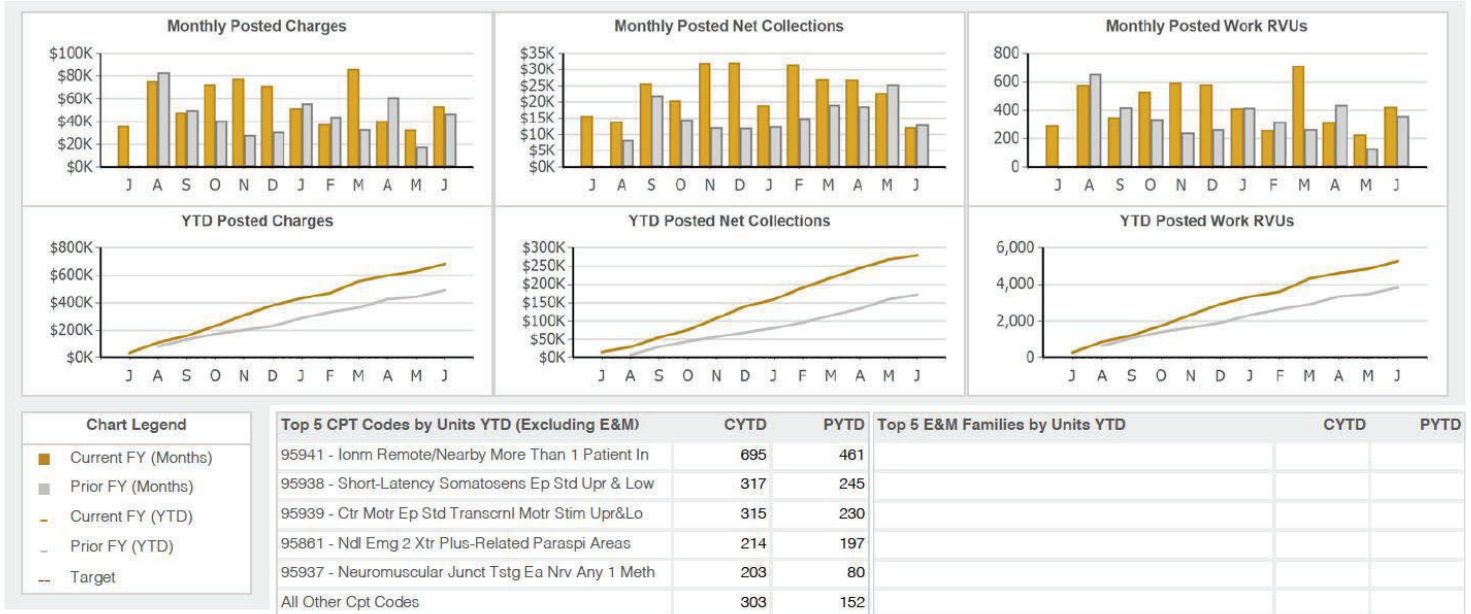 Monthly Posted Charges
$100K
$80K
$60K
$40K
$20K
$0K
J A S O N D J F M A M J
Monthly Posted Net Collections
$35K
$30K
$25K
$20K
$15K
$10K
$5K
$0K
J A S O N D J F M A M J
Monthly Posted Work RVUs
800
600
400
200
0
J A S O N D J F M A M J
YTD Posted Charges
$800K
$600K
$400K
$200K
$0K
J A S O N D J F M A M J
YTD Posted Net Collections
$300K
$250K
$200K
$150K
$100K
$50K
$0K
J A S O N D J F M A M J
YTD Posted Work RVUs
6,000
4,000
2,000
0
J A S O N D J F M A M J
Chart Legend
Current FY (Months)
Prior FY (Months)
Current FY (YTD)
Prior FY (YTD)
Target
Top 5 CPT Codes by Units YTD (Excluding E&M) CYTD PYTD
95941 - Ionm Remote/Nearby More Than 1 Patient In 695 461
95938 - Short-Latency Somatosens Ep Std Upr & Low 317 245
95939 - Ctr Motr Ep Std Transcrnl Motr Stim Upr&Lo 315 230
95861 - Ndl Emg 2 Xtr Plus-Related Paraspi Areas 214 197
95937 - Neuromuscular Junct Tstg Ea Nrv Any 1 Meth 203 80
All Other Cpt Codes 303 152
Top 5 E&M Families by Units YTD CYTD PYTD